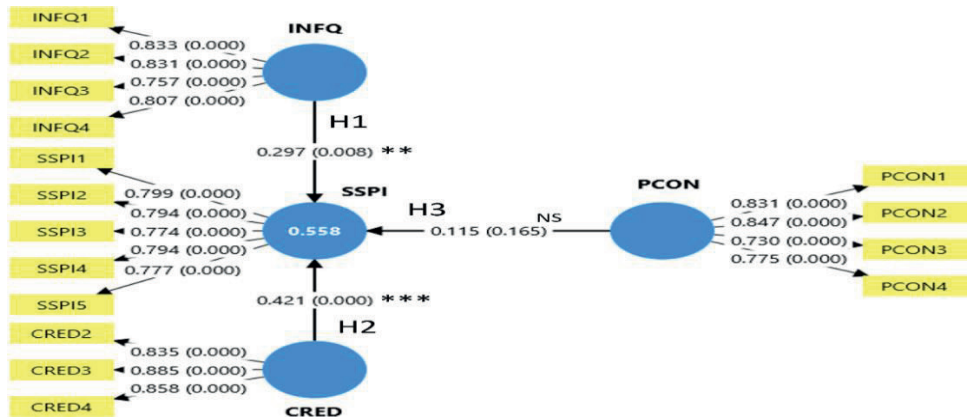 INFQ1
INFQ2
INFQ3
INFQ4
0.833 (0.000)
0.831 (0.000)
0.757 (0.000)
0.807 (0.000)
INFQ
H1
0.297 (0.008) **
SSPI1
SSPI2
SSPI3
SSPI4
SSPI5
0.799 (0.000)
0.794 (0.000)
0.774 (0.000)
0.794 (0.000)
0.777 (0.000)
SSPI
0.558
H3
NS
0.115 (0.165)
PCON
0.831 (0.000)
0.847 (0.000)
0.730 (0.000)
0.775 (0.000)
PCON1
PCON2
PCON3
PCON4
0.421 (0.000) ***
H2
CRED2
CRED3
CRED4
0.835 (0.000)
0.885 (0.000)
0.858 (0.000)
CRED